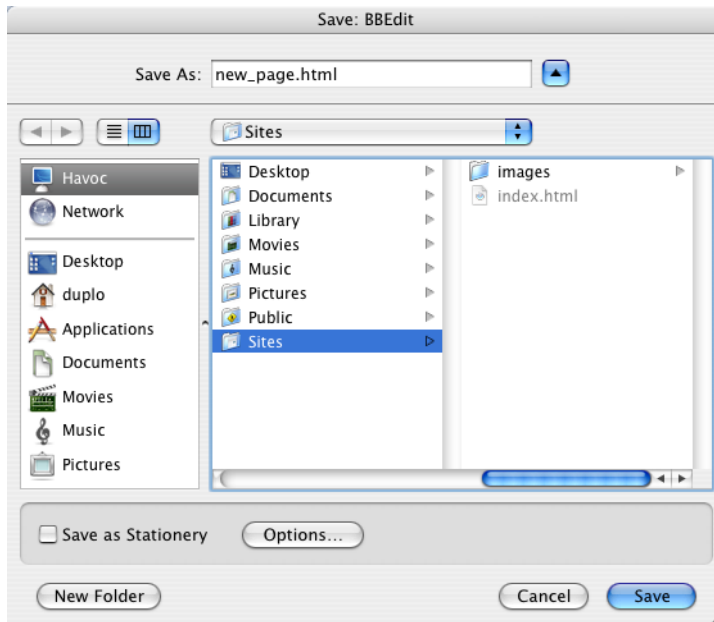 Save: BBEdit
Save As: new_page.html
Sites
Havoc
Network
Desktop
duplo
Applications
Documents
Movies
Music
Pictures
Desktop
Documents
Library
Movies
Music
Pictures
Public
Sites
images
index.html
Save as Stationery Options...
New Folder Cancel Save